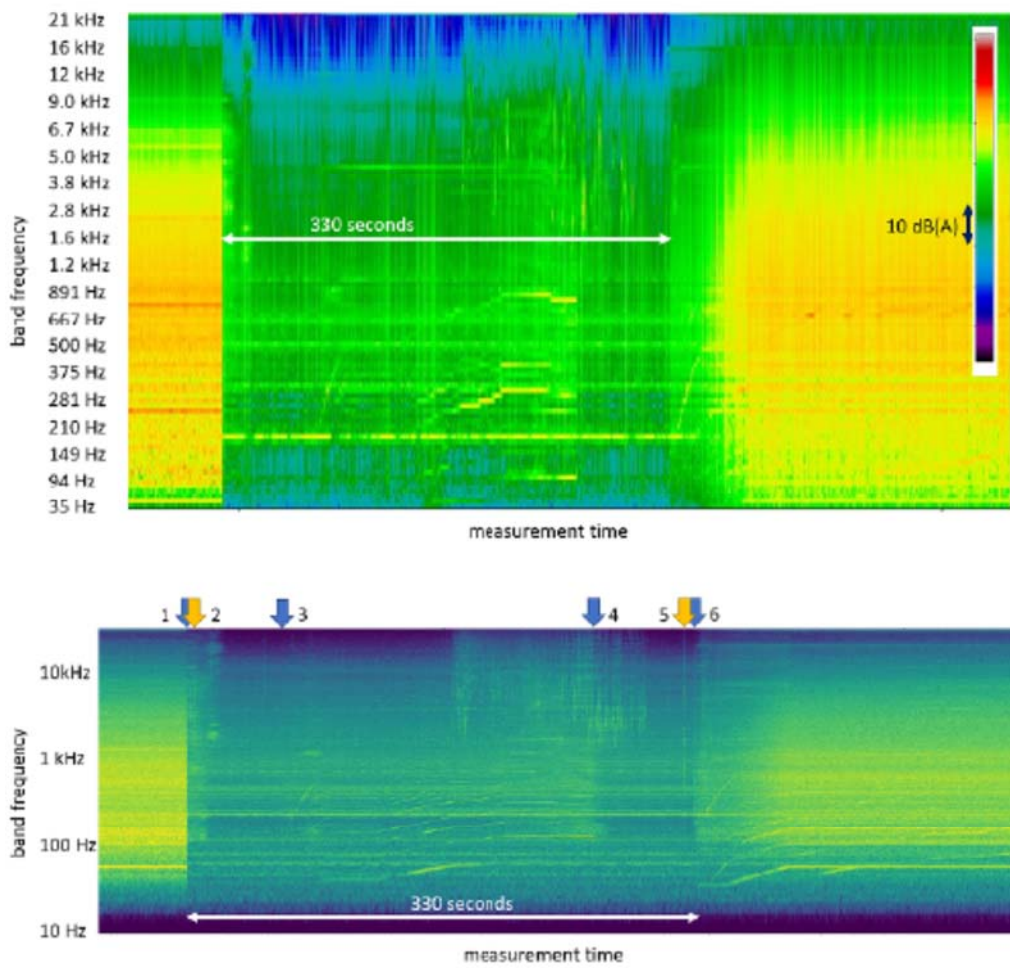 21 kHz
16 kHz
12 kHz
9.0 kHz
6.7 kHz
5.0 kHz
3.8 kHz
2.8 kHz
1.6 kHz
1.2 kHz
891 Hz
667 Hz
500 Hz
375 Hz
281 Hz
210 Hz
149 Hz
94 Hz
35 Hz
band frequency
330 seconds
10 dB(A)
measurement time
1 2 3 4 5 6
10kHz
1 kHz
100 Hz
10 Hz
band frequency
330 seconds
measurement time